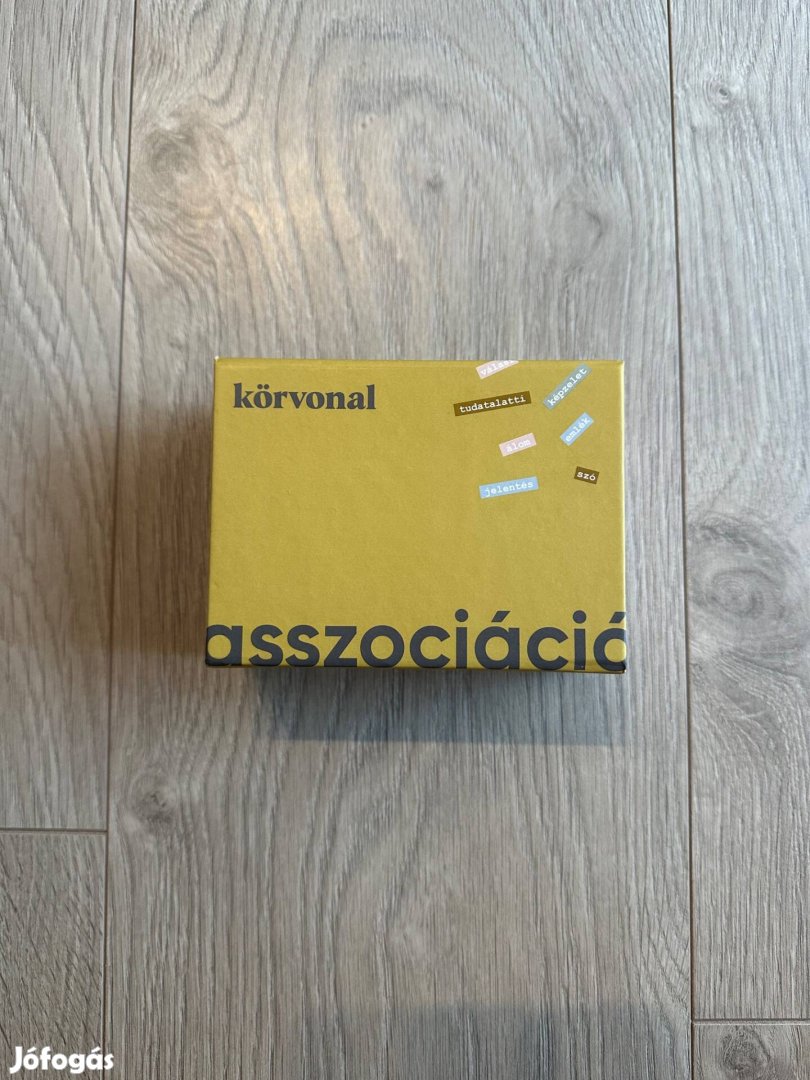 körvonal
tudatalatti
képzelet
álom
emlék
jelentés
szó
asszociáció
Jófogás